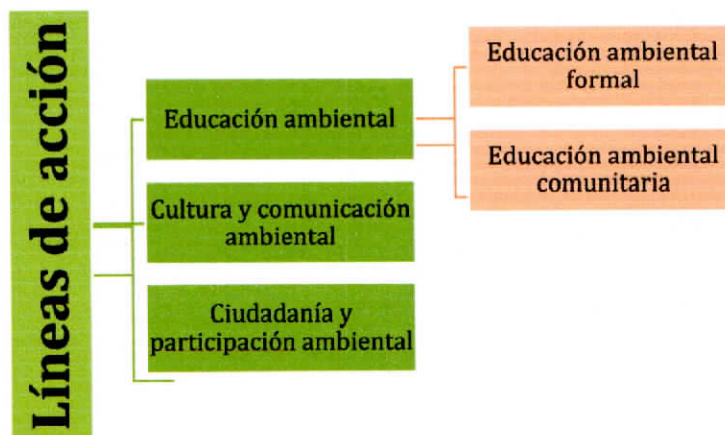 Líneas de acción
Educación ambiental
Cultura y comunicación
ambiental
Ciudadanía y
participación ambiental
Educación ambiental
formal
Educación ambiental
comunitaria